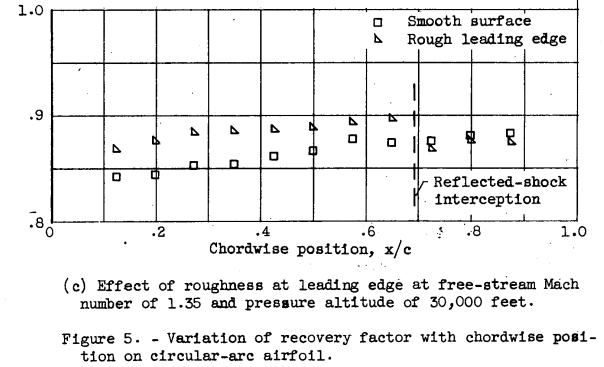 1.0
Smooth surface
Rough leading edge
.9
Reflected-shock
interception
.8
0 .2 .4 .6 .8 1.0
Chordwise position, x/c
(c) Effect of roughness at leading edge at free-stream Mach
number of 1.35 and pressure altitude of 30,000 feet.
Figure 5. - Variation of recovery factor with chordwise posi-
tion on circular-arc airfoil.